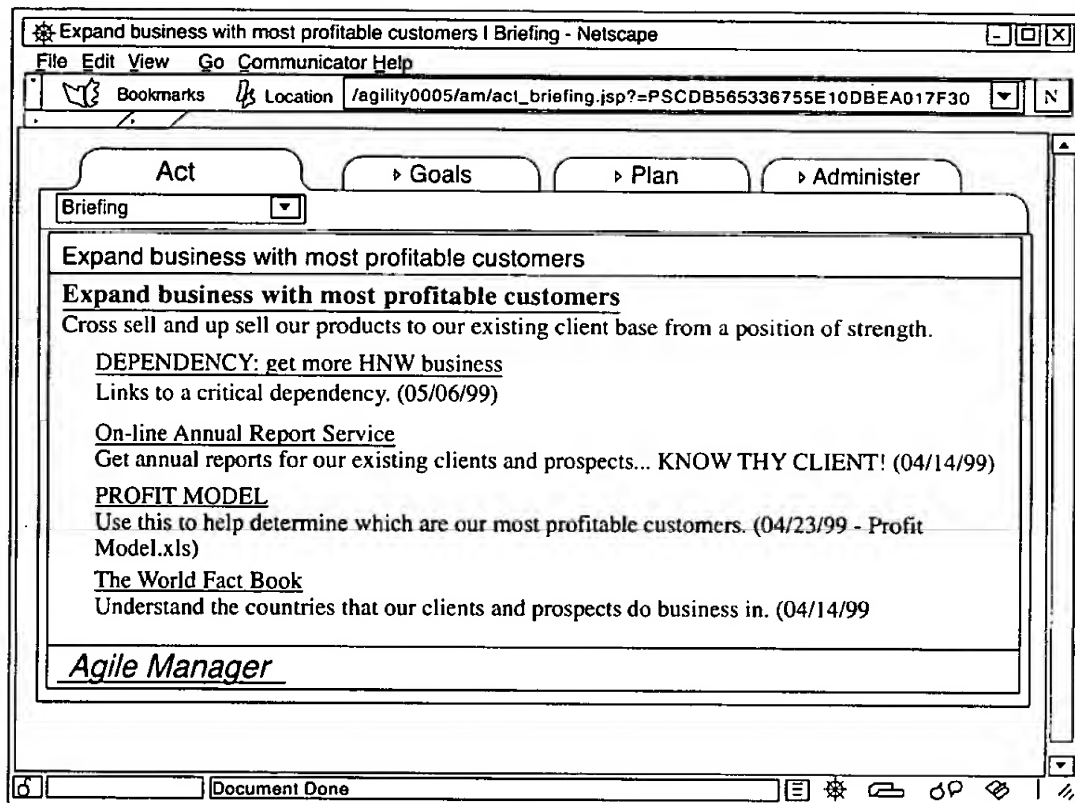 Expand business with most profitable customers | Briefing - Netscape
File Edit View Go Communicator Help
Bookmarks Location /agility0005/am/act_briefing.jsp?=PSCDB565336755E10DBEA017F30 N
Act Goals Plan Administer
Briefing
Expand business with most profitable customers
Expand business with most profitable customers
Cross sell and up sell our products to our existing client base from a position of strength.
DEPENDENCY: get more HNW business
Links to a critical dependency. (05/06/99)
On-line Annual Report Service
Get annual reports for our existing clients and prospects... KNOW THY CLIENT! (04/14/99)
PROFIT MODEL
Use this to help determine which are our most profitable customers. (04/23/99 - Profit
Model.xls)
The World Fact Book
Understand the countries that our clients and prospects do business in. (04/14/99
Agile Manager
Document Done